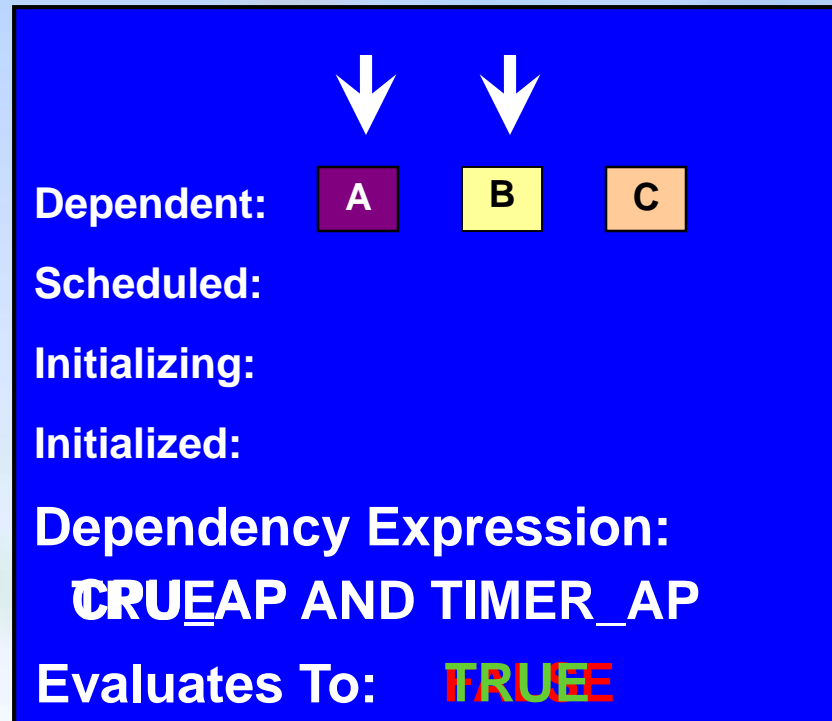 Dependent: A B C
Scheduled:
Initializing:
Initialized:
Dependency Expression:
AP AND TIMER_AP
Evaluates To: